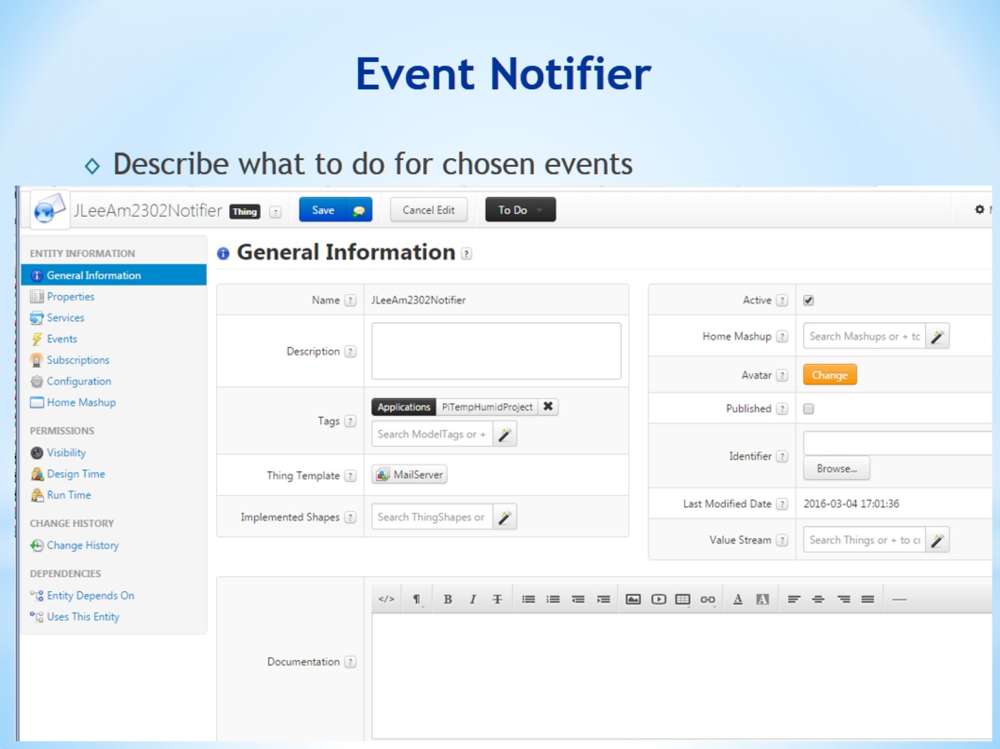 Event Notifier
◇ Describe what to do for chosen events
JLeeAm2302Notifier Thing ? Save Cancel Edit To Do
ENTITY INFORMATION
General Information
Properties
Services
Events
Subscriptions
Configuration
Home Mashup
PERMISSIONS
Visibility
Design Time
Run Time
CHANGE HISTORY
Change History
DEPENDENCIES
Entity Depends On
Uses This Entity
General Information ?
Name ? JLeeAm2302Notifier
Description ?
Tags ? Applications PiTempHumidProject ✖
Search ModelTags or +
Thing Template ? MailServer
Implemented Shapes ? Search ThingShapes or
Active ?
Home Mashup ? Search Mashups or + tc
Avatar ? Change
Published ?
Identifier ?
Browse...
Last Modified Date ? 2016-03-04 17:01:36
Value Stream ? Search Things or + to c
</> ¶ B I T A A
Documentation ?